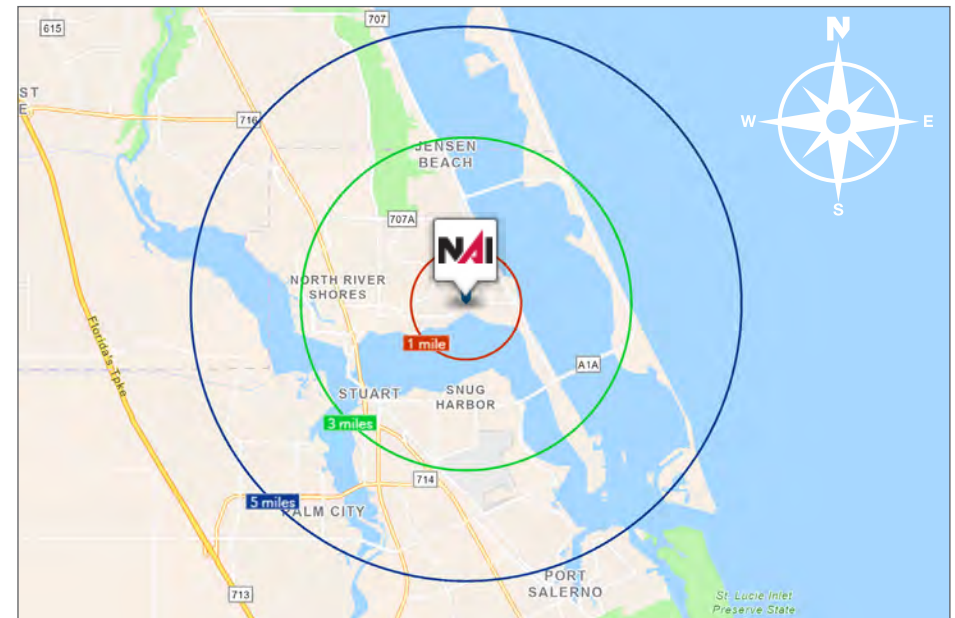 707
615
N
ST
E
716
W
E
JENSEN
BEACH
S
707A
NAI
NORTH RIVER
SHORES
1 mile
Florida's Tpke
A1A
STUART
SNUG
HARBOR
3 miles
714
5 miles
ALM CITY
PORT
SALERNO
713
St. Lucie Inlet
Preserve State